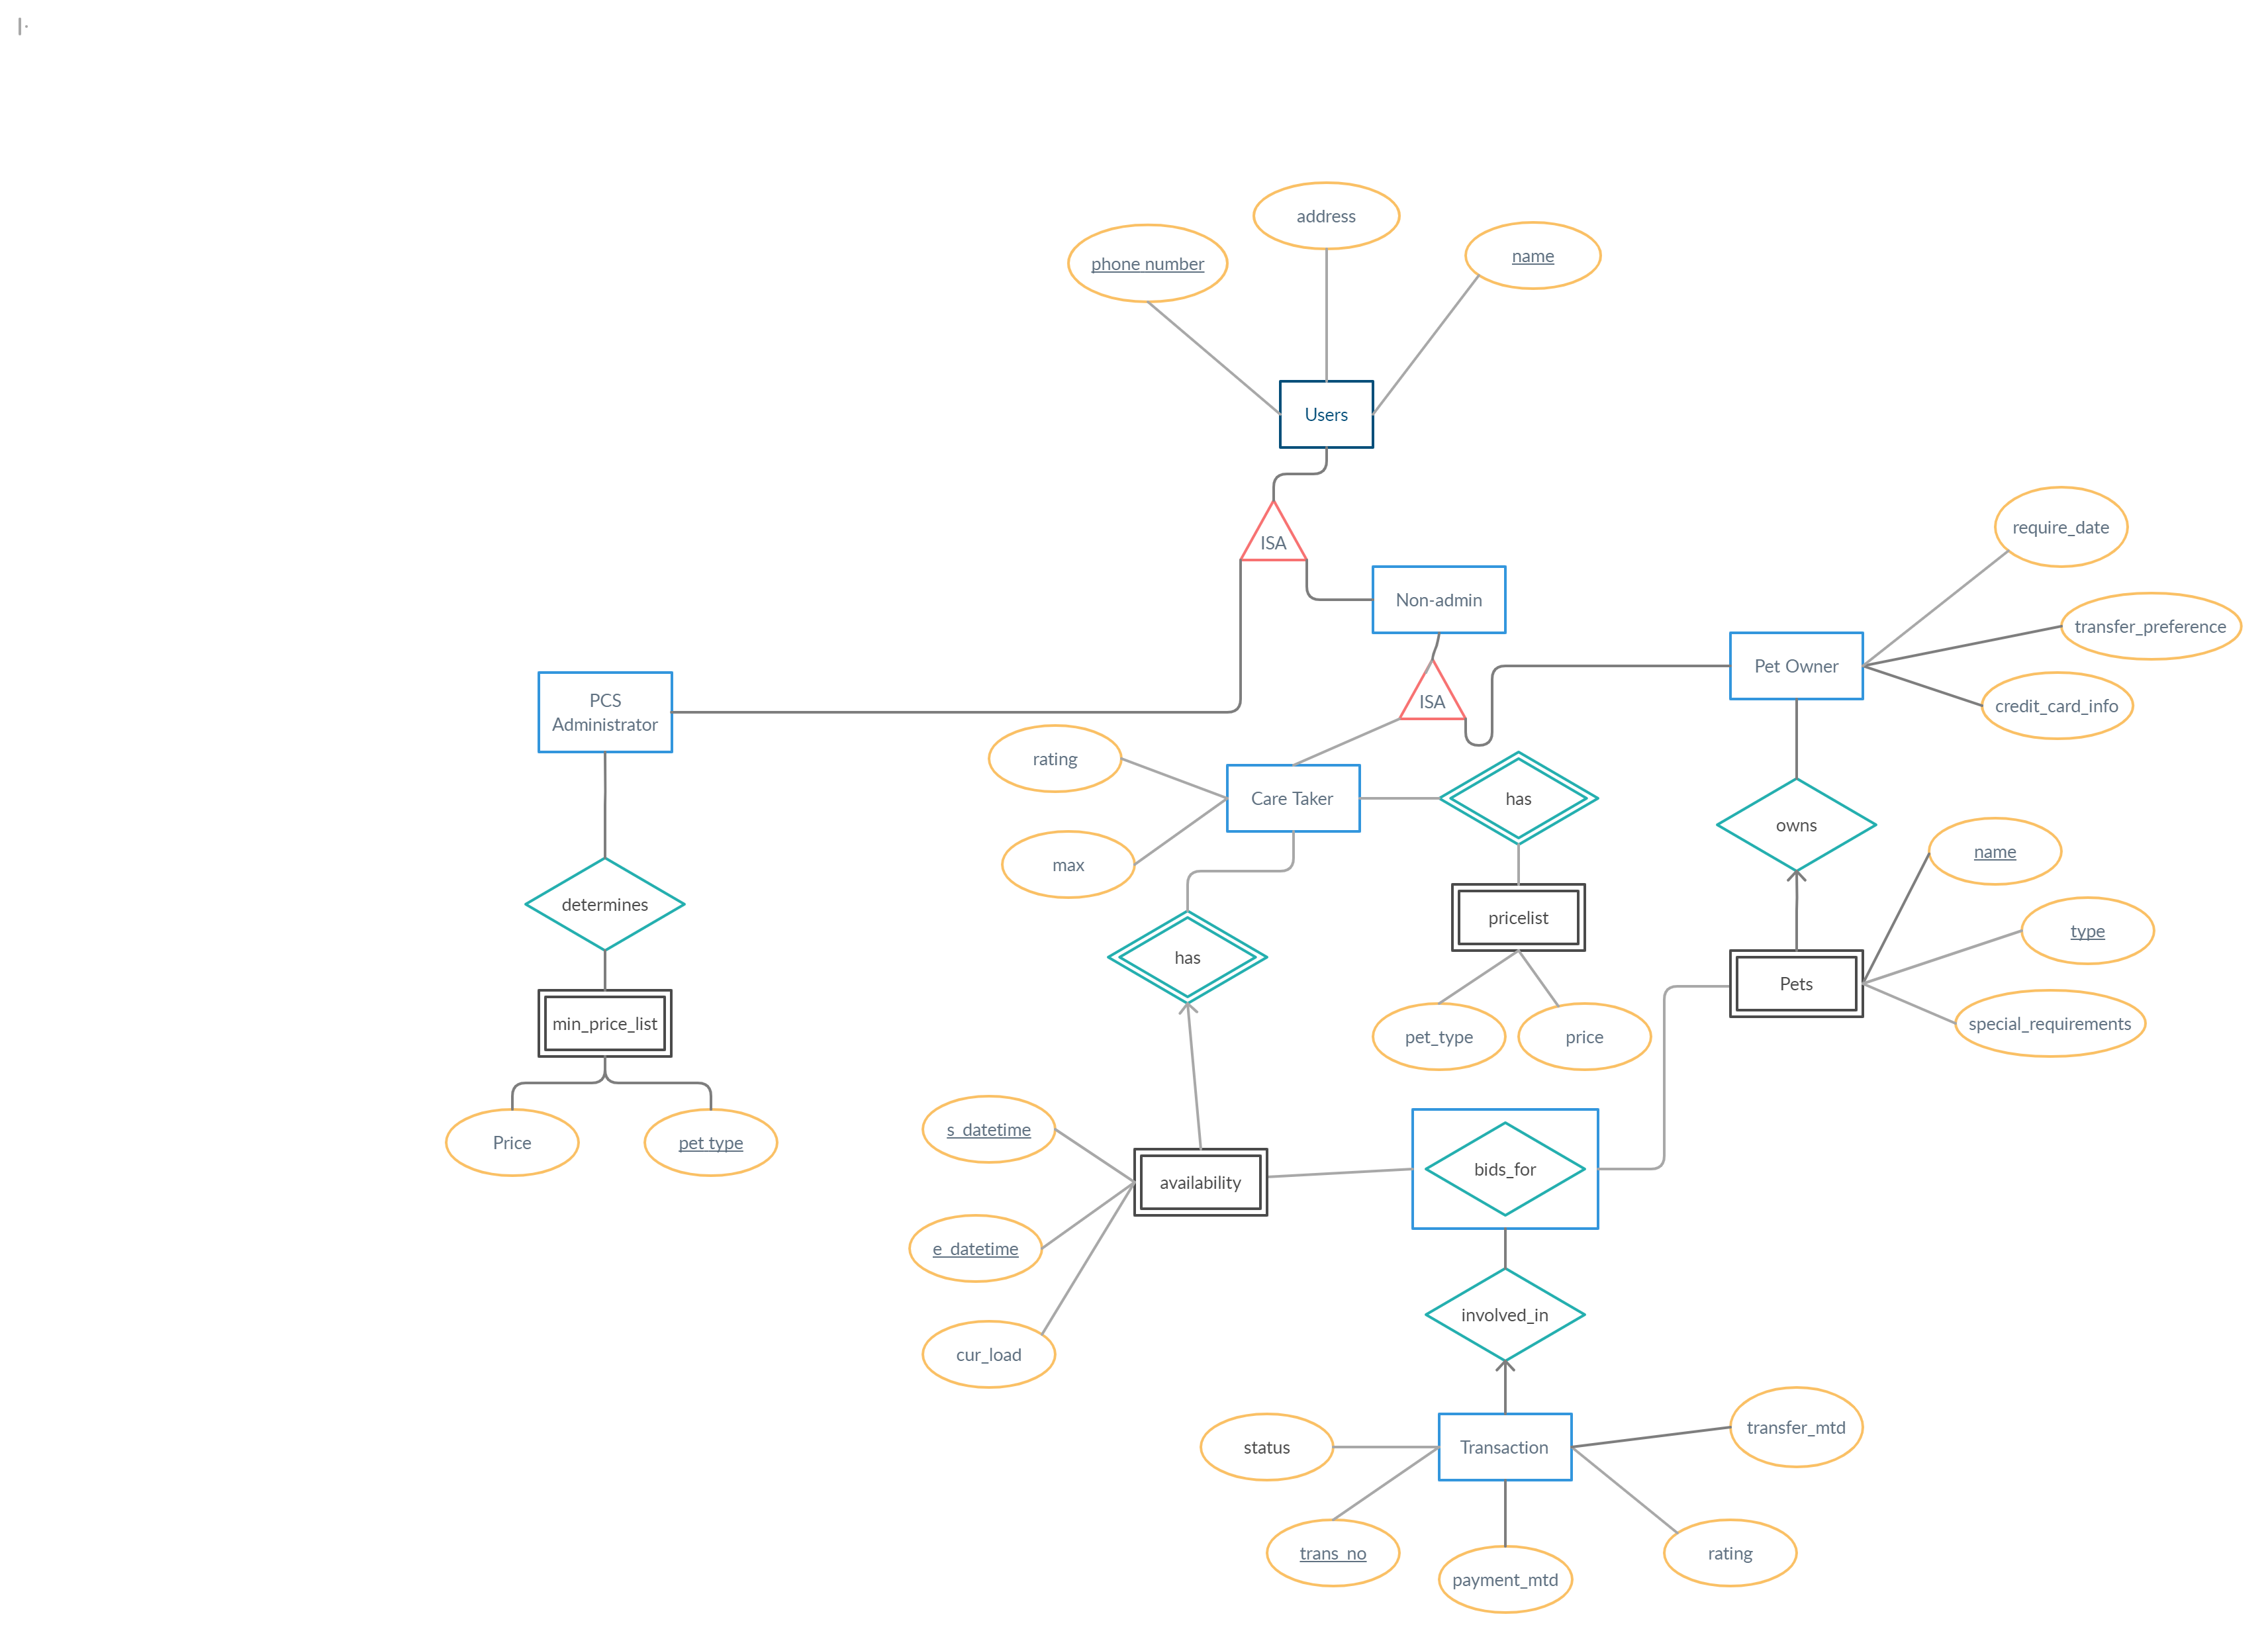 address
name
phone number
Users
require_date
ISA
Non-admin
transfer_preference
Pet Owner
PCS
Administrator
ISA
credit_card_info
rating
Care Taker
has
owns
name
max
determines
pricelist
type
has
Pets
min_price_list
special_requirements
pet_type
price
s_datetime
Price
pet type
bids_for
availability
e_datetime
involved_in
cur_load
transfer_mtd
status
Transaction
trans_no
rating
payment_mtd